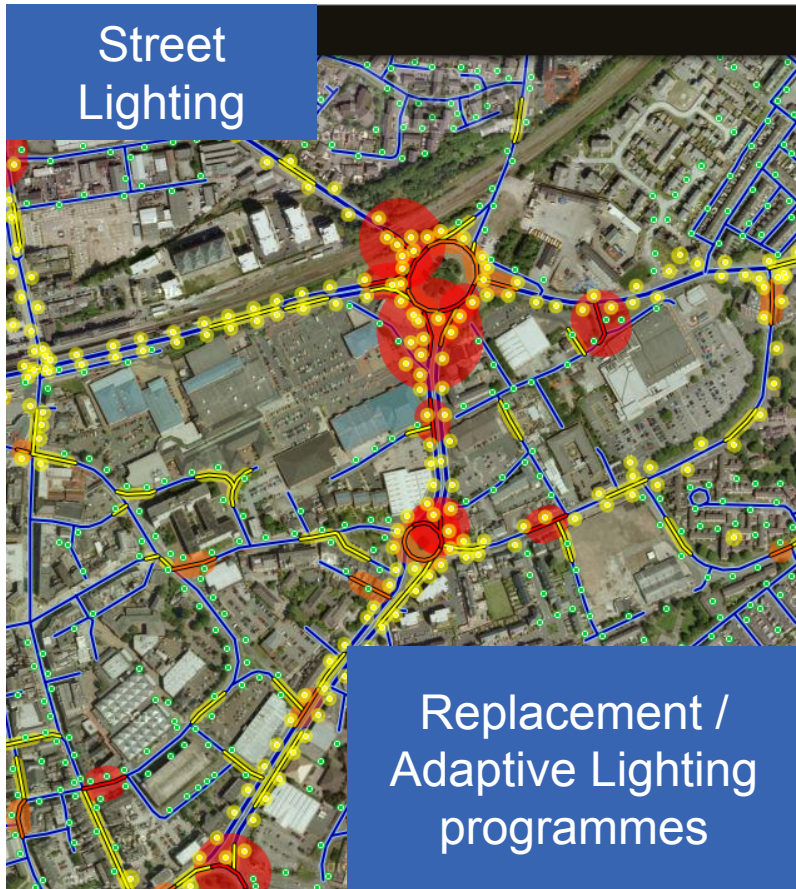 Street
Lighting
Replacement /
Adaptive Lighting
programmes